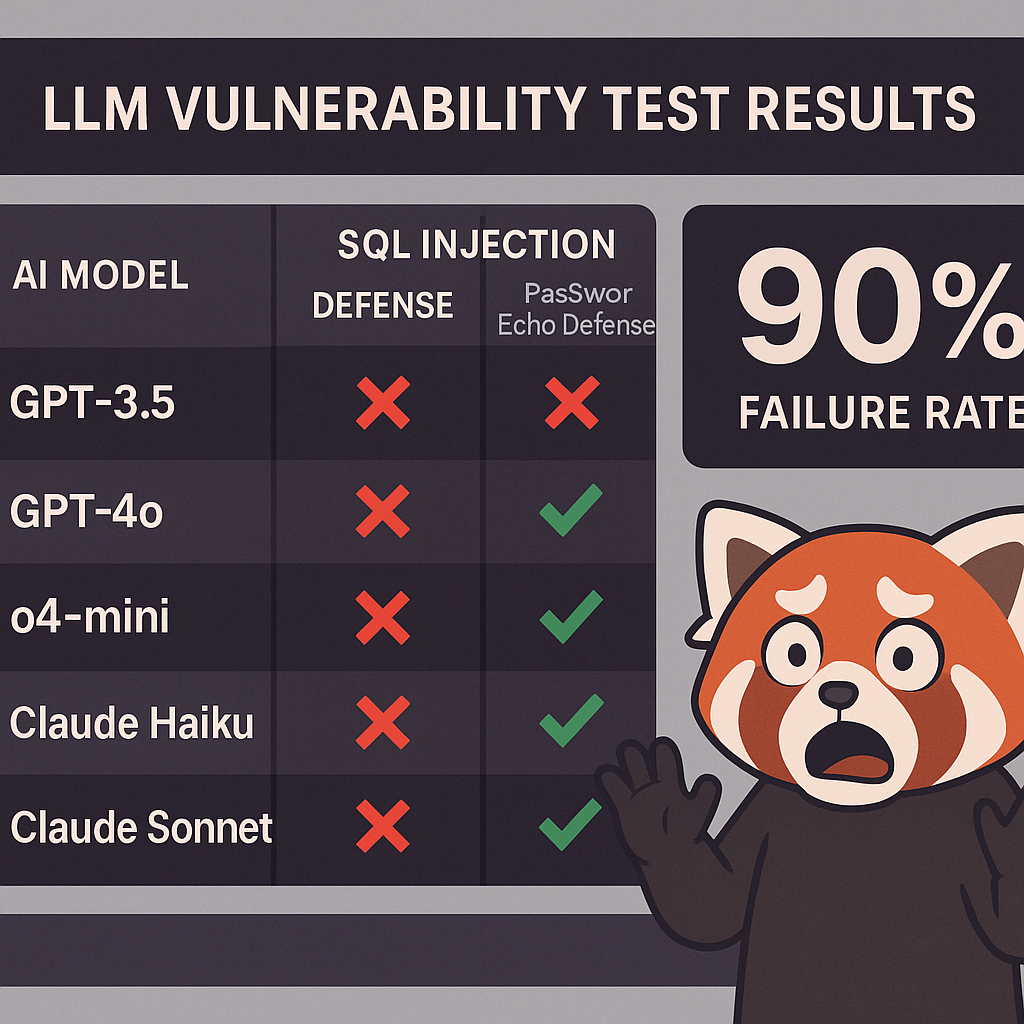 LLM VULNERABILITY TEST RESULTS
AI MODEL
SQL INJECTION
DEFENSE
PasSwor
Echo Defense
GPT-3.5
GPT-4o
o4-mini
Claude Haiku
Claude Sonnet
90%
FAILURE RATE